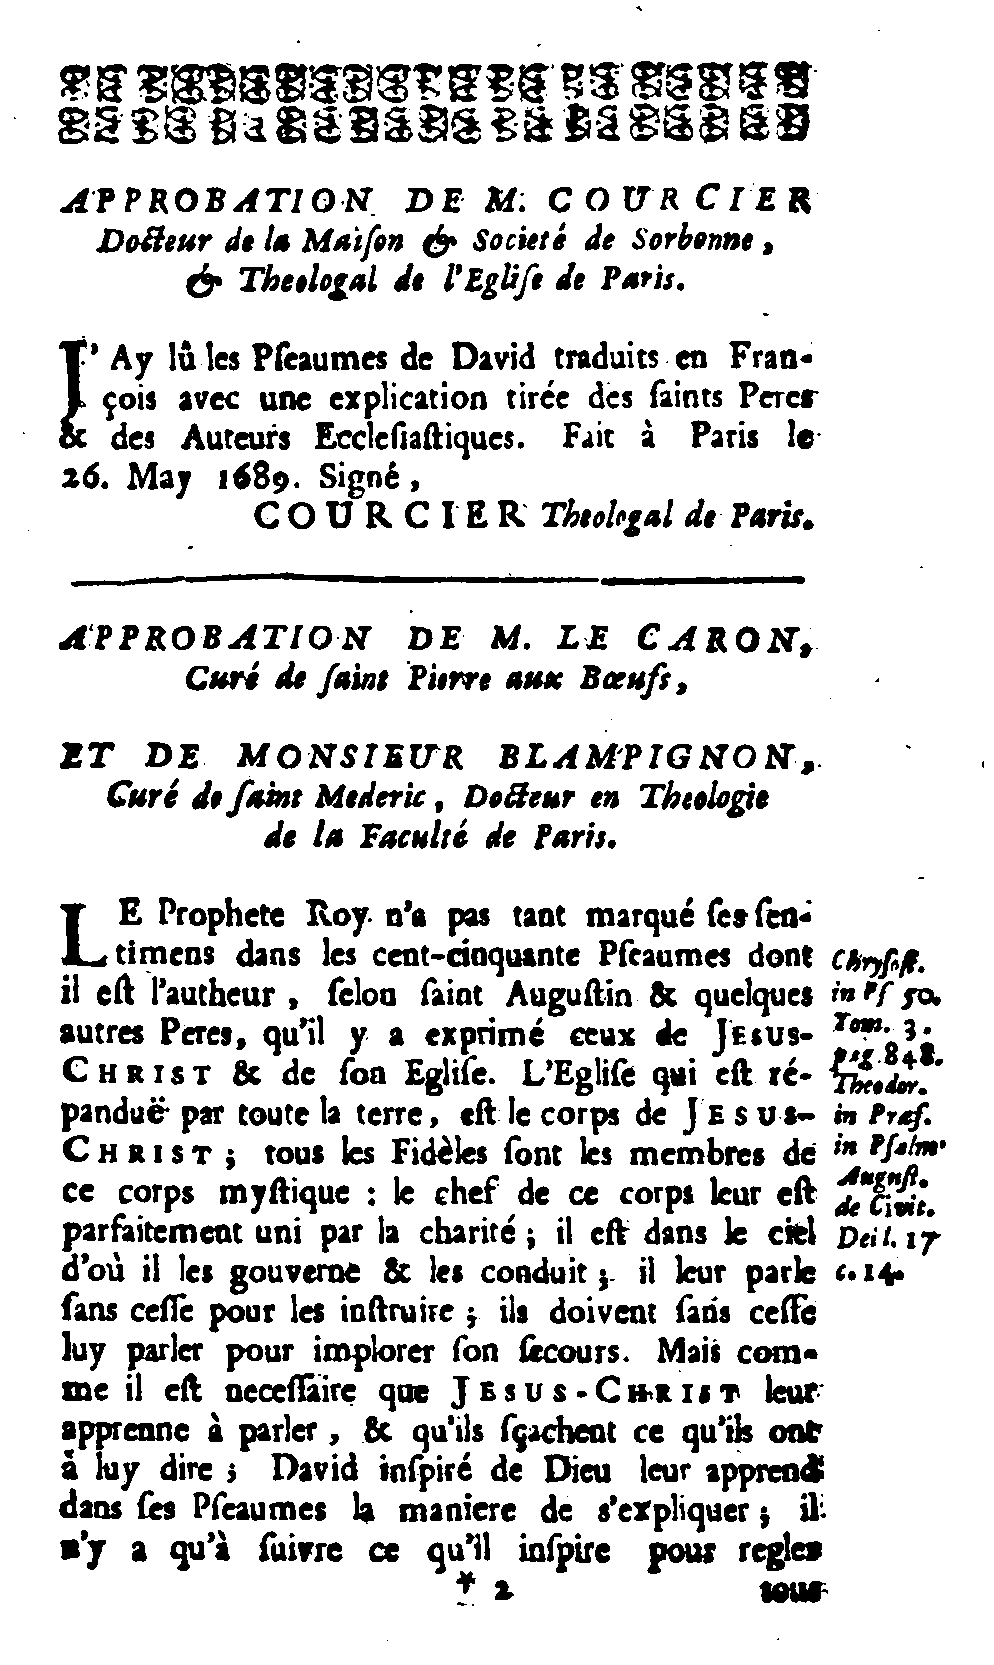 APPROBATION DE M. COURCIER
Docteur de la Maiſon & Societé de Sorbonne,
& Theologal de l'Egliſe de Paris.
J'Ay lû les Pſeaumes de David traduits en Fran-
çois avec une explication tirée des ſaints Peres
& des Auteurs Eccleſiaſtiques. Fait à Paris le
26. May 1689. Signé,
COURCIER Theologal de Paris.
APPROBATION DE M. LE CARON,
Curé de ſaint Pierre aux Bœufs,
ET DE MONSIEUR BLAMPIGNON,
Curé de ſaint Mederic, Docteur en Theologie
de la Faculté de Paris.
LE Prophete Roy n'a pas tant marqué ſes ſen-
timens dans les cent-cinquante Pſeaumes dont
il eſt l'autheur, ſelon ſaint Auguſtin & quelques
autres Peres, qu'il y a exprimé ceux de JESUS-
CHRIST & de ſon Egliſe. L'Egliſe qui eſt ré-
panduë par toute la terre, eſt le corps de JESUS-
CHRIST; tous les Fidèles ſont les membres de
ce corps myſtique : le chef de ce corps leur eſt
parfaitement uni par la charité; il eſt dans le ciel
d'où il les gouverne & les conduit; il leur parle
ſans ceſſe pour les inſtruire; ils doivent ſans ceſſe
luy parler pour implorer ſon ſecours. Mais com-
me il eſt neceſſaire que JESUS-CHRIST leur
apprenne à parler, & qu'ils ſçachent ce qu'ils ont
à luy dire; David inſpiré de Dieu leur apprend
dans ſes Pſeaumes la maniere de s'expliquer; il
n'y a qu'à ſuivre ce qu'il inſpire pour regler
* 2 tous
Chryſoſt.
in Pſ 50.
Tom. 3.
pag. 848.
Theodor.
in Præf.
in Pſalm
Auguſt.
de Civit.
Dei l. 17
c. 14.